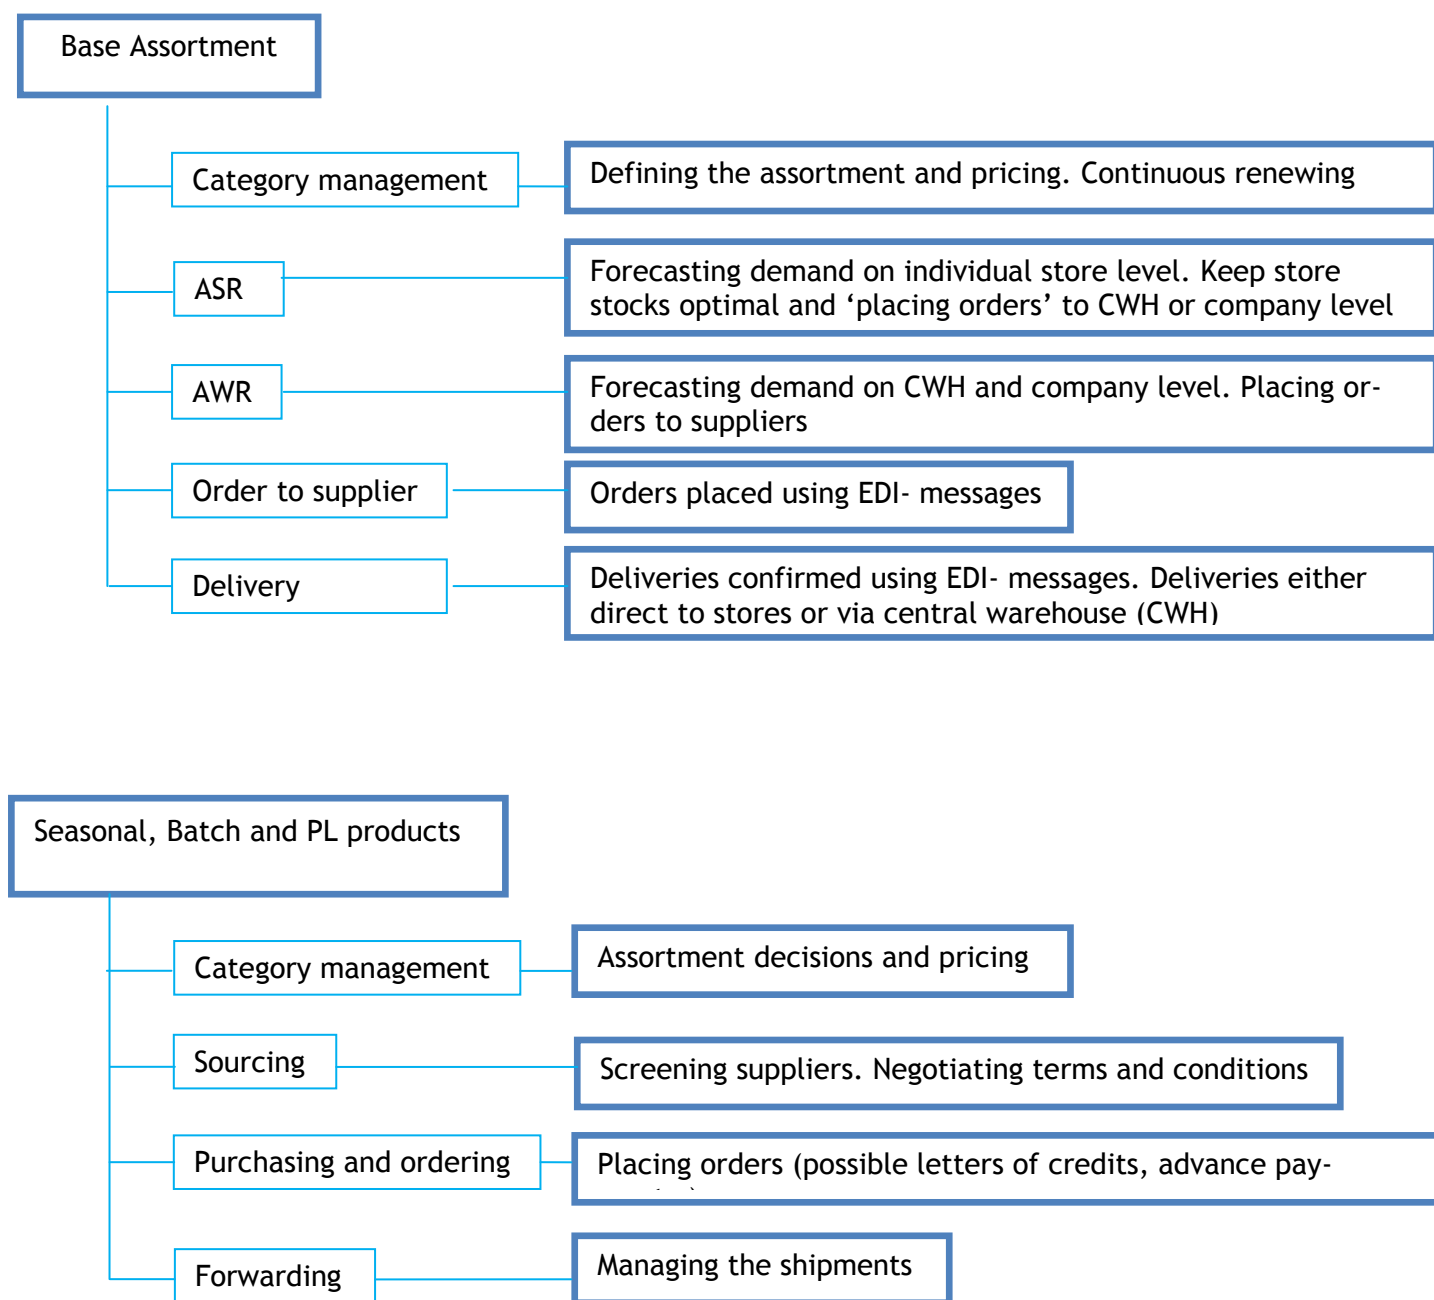 Base Assortment
Category management
Defining the assortment and pricing. Continuous renewing
ASR
Forecasting demand on individual store level. Keep store
stocks optimal and ‘placing orders’ to CWH or company level
AWR
Forecasting demand on CWH and company level. Placing or-
ders to suppliers
Order to supplier
Orders placed using EDI- messages
Delivery
Deliveries confirmed using EDI- messages. Deliveries either
direct to stores or via central warehouse (CWH)
Seasonal, Batch and PL products
Category management
Assortment decisions and pricing
Sourcing
Screening suppliers. Negotiating terms and conditions
Purchasing and ordering
Placing orders (possible letters of credits, advance pay-
Forwarding
Managing the shipments